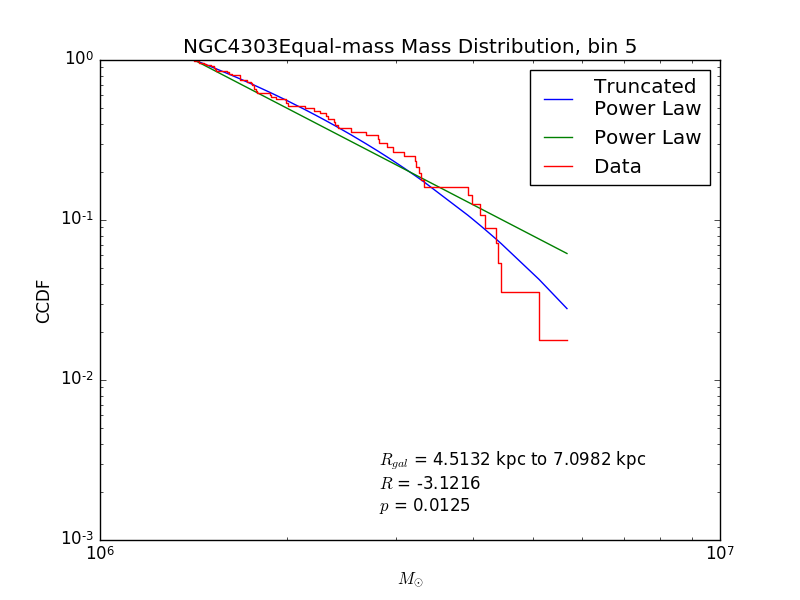 NGC4303Equal-mass Mass Distribution, bin 5
10^0
10^-1
10^-2
10^-3
CCDF
Truncated
Power Law
Power Law
Data
R_gal = 4.5132 kpc to 7.0982 kpc
R = -3.1216
p = 0.0125
10^6 10^7
M_⊙